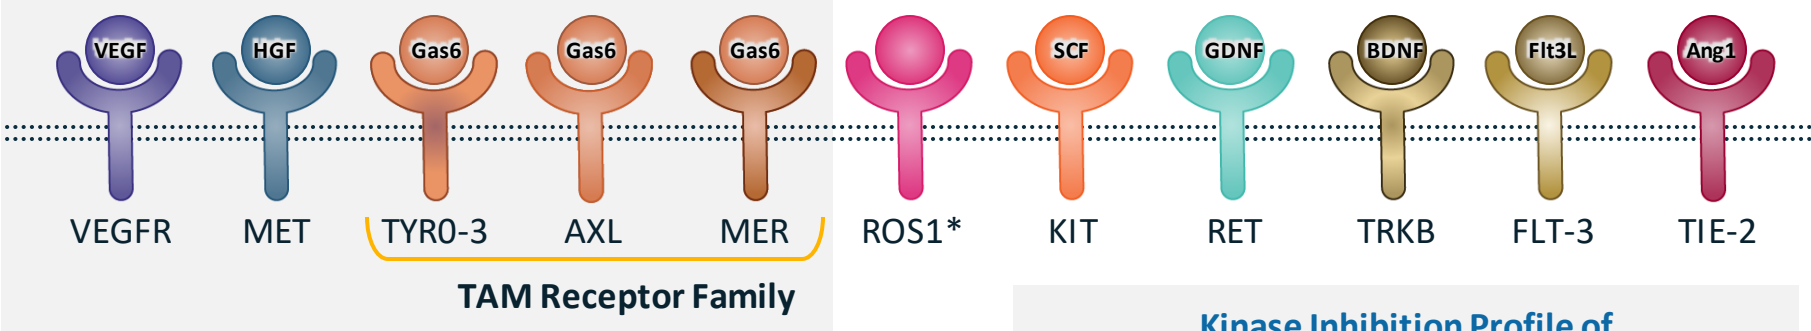 VEGF HGF Gas6 Gas6 Gas6 SCF GDNF BDNF Flt3L Ang1
VEGFR MET TYRO-3 AXL MER ROS1* KIT RET TRKB FLT-3 TIE-2
TAM Receptor Family
Kinase Inhibition Profile of